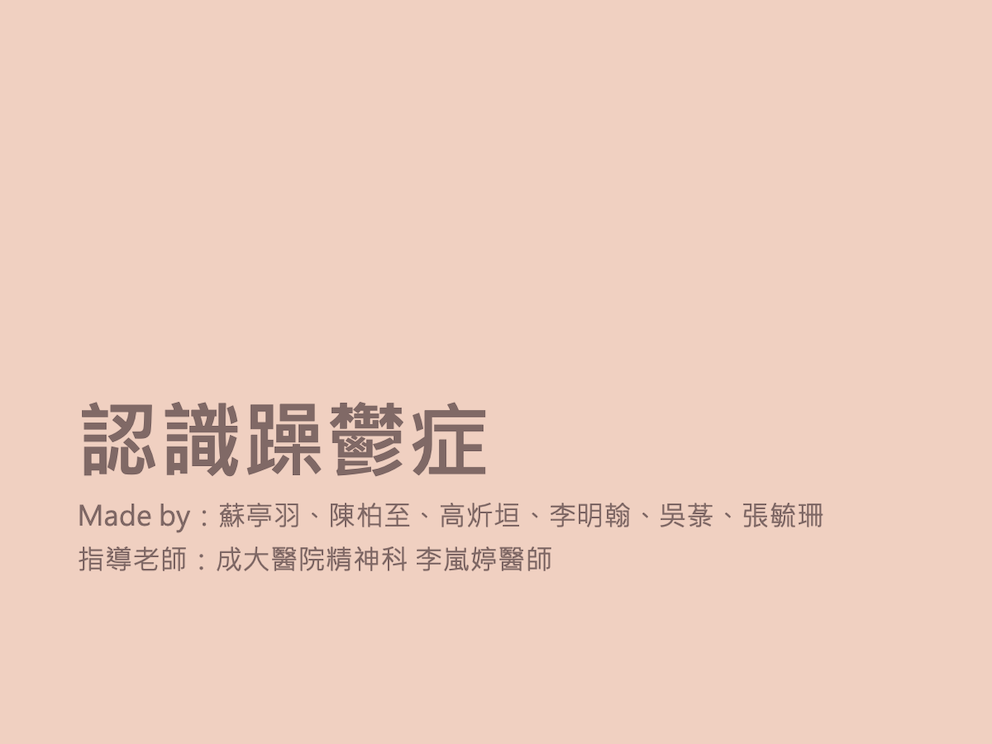 認識躁鬱症
Made by：蘇亭羽、陳柏至、高炘垣、李明翰、吳菉、張毓珊
指導老師：成大醫院精神科 李嵐婷醫師